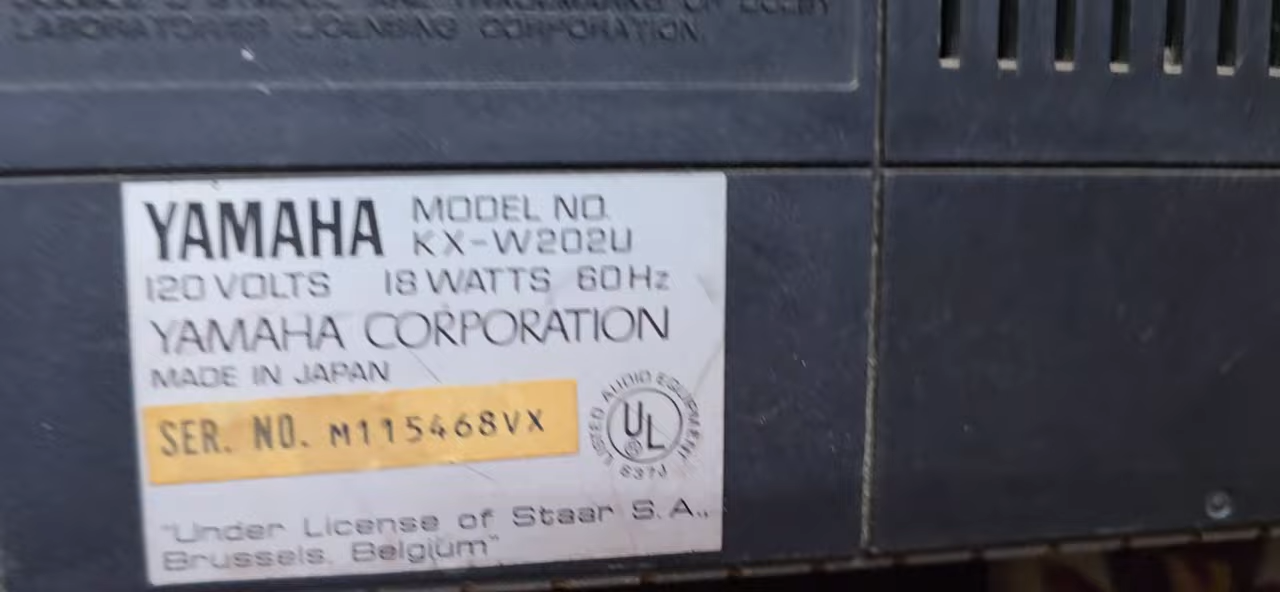 LABORATORIES LICENSING CORPORATION.
YAMAHA MODEL NO.
KX-W202U
120 VOLTS 18 WATTS 60Hz
YAMAHA CORPORATION
MADE IN JAPAN
SER. NO. M115468VX
LISTED AUDIO EQUIPMENT
UL
®
637J
"Under License of Staar S.A.,
Brussels, Belgium"